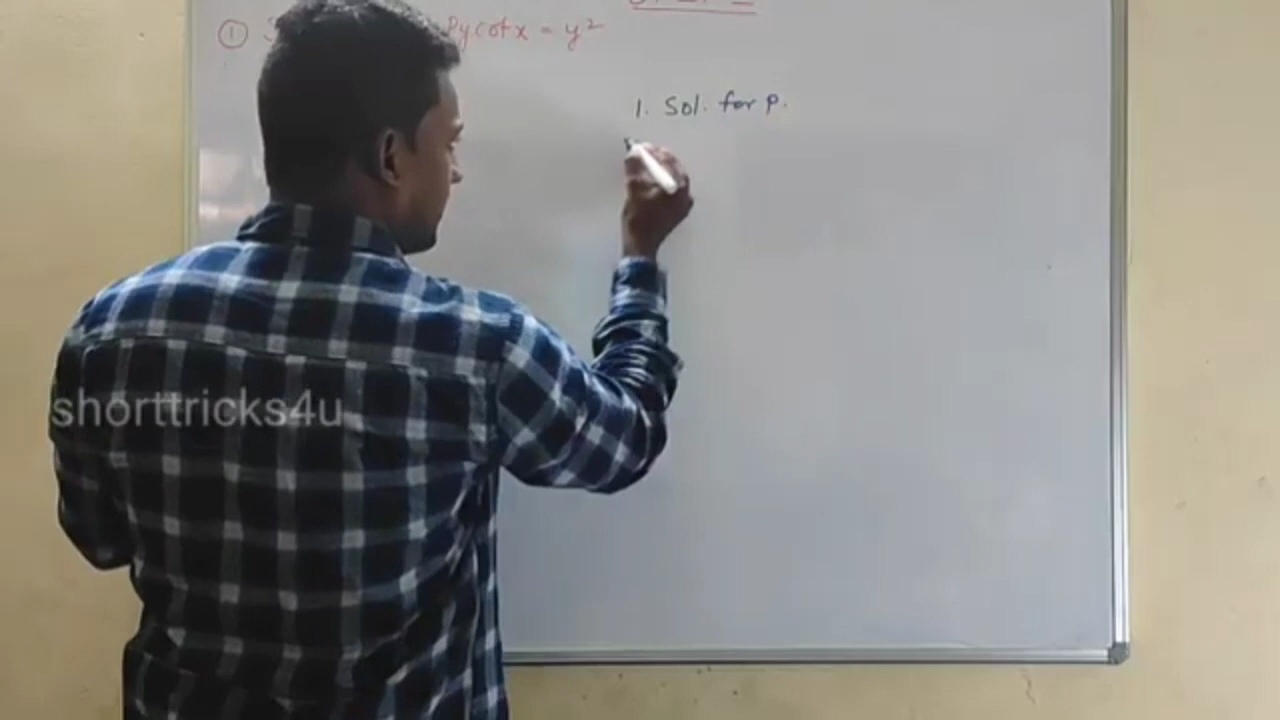 ① Pycotx = y²
1. Sol. for p.
shorttricks4u